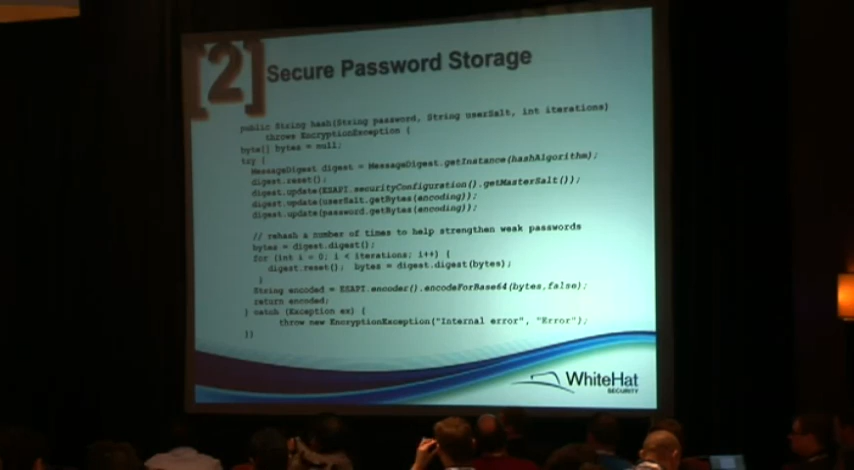 [2] Secure Password Storage
public String hash(String password, String userSalt, int iterations)
throws EncryptionException {
byte[] bytes = null;
try {
MessageDigest digest = MessageDigest.getInstance(hashAlgorithm);
digest.reset();
digest.update(ESAPI.securityConfiguration().getMasterSalt());
digest.update(userSalt.getBytes(encoding));
digest.update(password.getBytes(encoding));
// rehash a number of times to help strengthen weak passwords
bytes = digest.digest();
for (int i = 0; i < iterations; i++) {
digest.reset(); bytes = digest.digest(bytes);
}
String encoded = ESAPI.encoder().encodeForBase64(bytes,false);
return encoded;
} catch (Exception ex) {
throw new EncryptionException("Internal error", "Error");
}}
WhiteHat
SECURITY